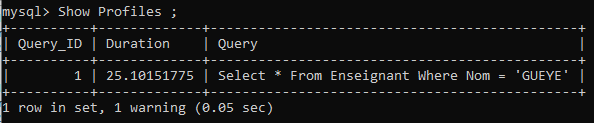 mysql> Show Profiles ;
+----------+-------------+----------------------------------------------+
| Query_ID | Duration | Query |
+----------+-------------+----------------------------------------------+
| 1 | 25.10151775 | Select * From Enseignant Where Nom = 'GUEYE' |
+----------+-------------+----------------------------------------------+
1 row in set, 1 warning (0.05 sec)